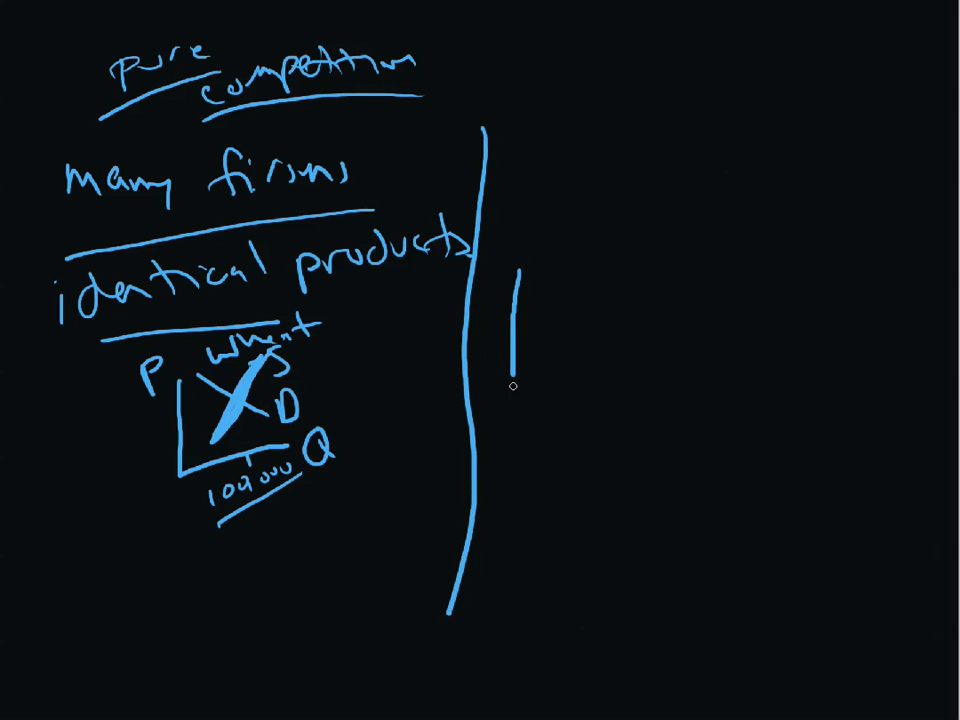 pure
competition
many firms
identical products
wheat
P
S
D
Q
100,000